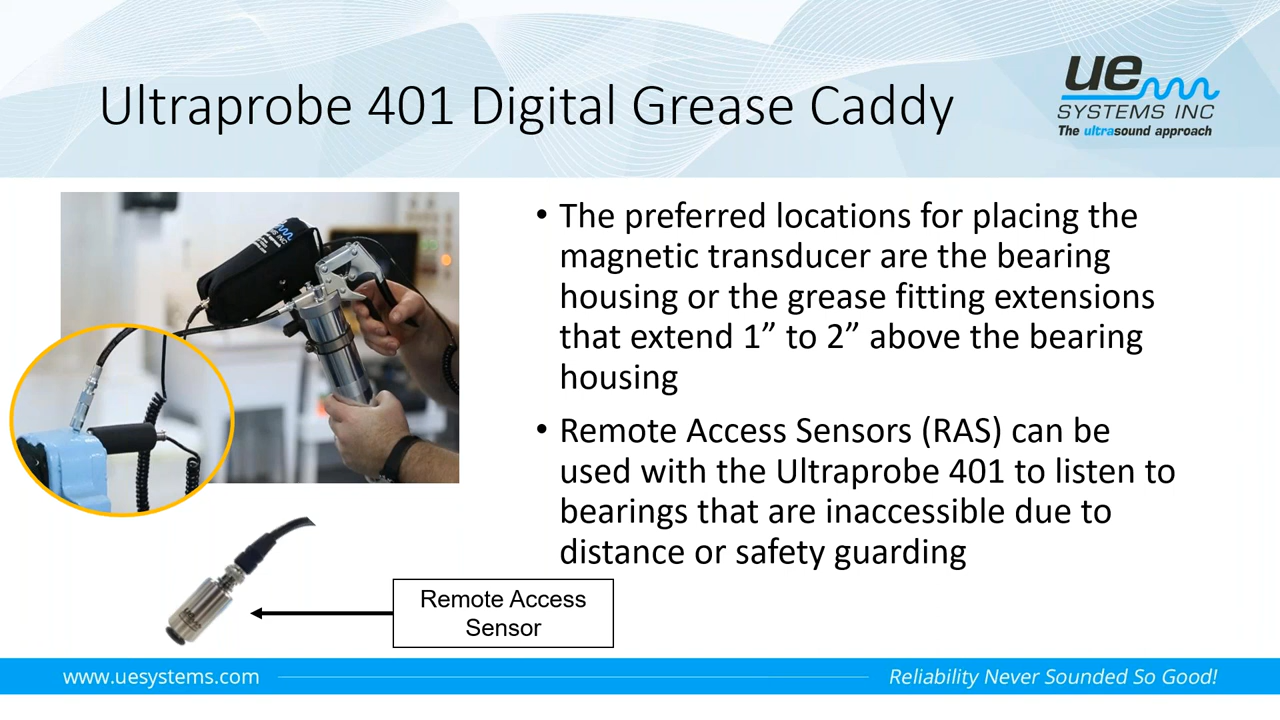 Ultraprobe 401 Digital Grease Caddy
ue
SYSTEMS INC
The ultrasound approach
• The preferred locations for placing the
magnetic transducer are the bearing
housing or the grease fitting extensions
that extend 1” to 2” above the bearing
housing
• Remote Access Sensors (RAS) can be
used with the Ultraprobe 401 to listen to
bearings that are inaccessible due to
distance or safety guarding
ue
Remote Access
Sensor
www.uesystems.com
Reliability Never Sounded So Good!